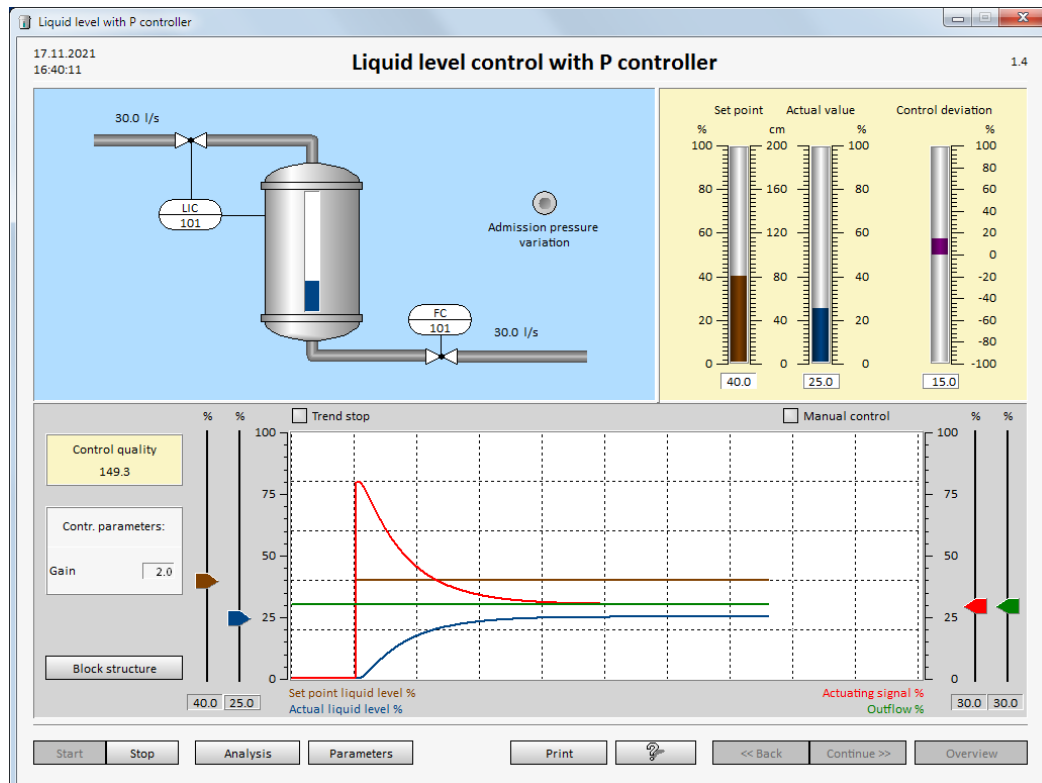 Liquid level with P controller
17.11.2021
16:40:11
Liquid level control with P controller
1.4
30.0 l/s
LIC
101
Admission pressure
variation
FC
101
30.0 l/s
Set point Actual value Control deviation
% cm % %
100 200 100 100
80
80 160 80 60
40
60 120 60 20
0
40 80 40 -20
-40
20 40 20 -60
-80
0 0 0 -100
40.0 25.0 15.0
% % Trend stop Manual control % %
100 100
Control quality
149.3
75 75
Contr. parameters:
50 50
Gain 2.0
25 25
Block structure
0 0
40.0 25.0 Set point liquid level % Actuating signal % 30.0 30.0
Actual liquid level % Outflow %
Start Stop Analysis Parameters Print ? << Back Continue >> Overview